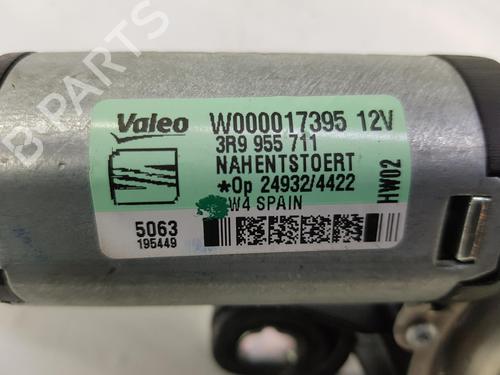 B-PARTS
Valeo W000017395 12V
3R9 955 711
NAHENTSTOERT
*Op 24932/4422
W4 SPAIN
HW02
5063
195449